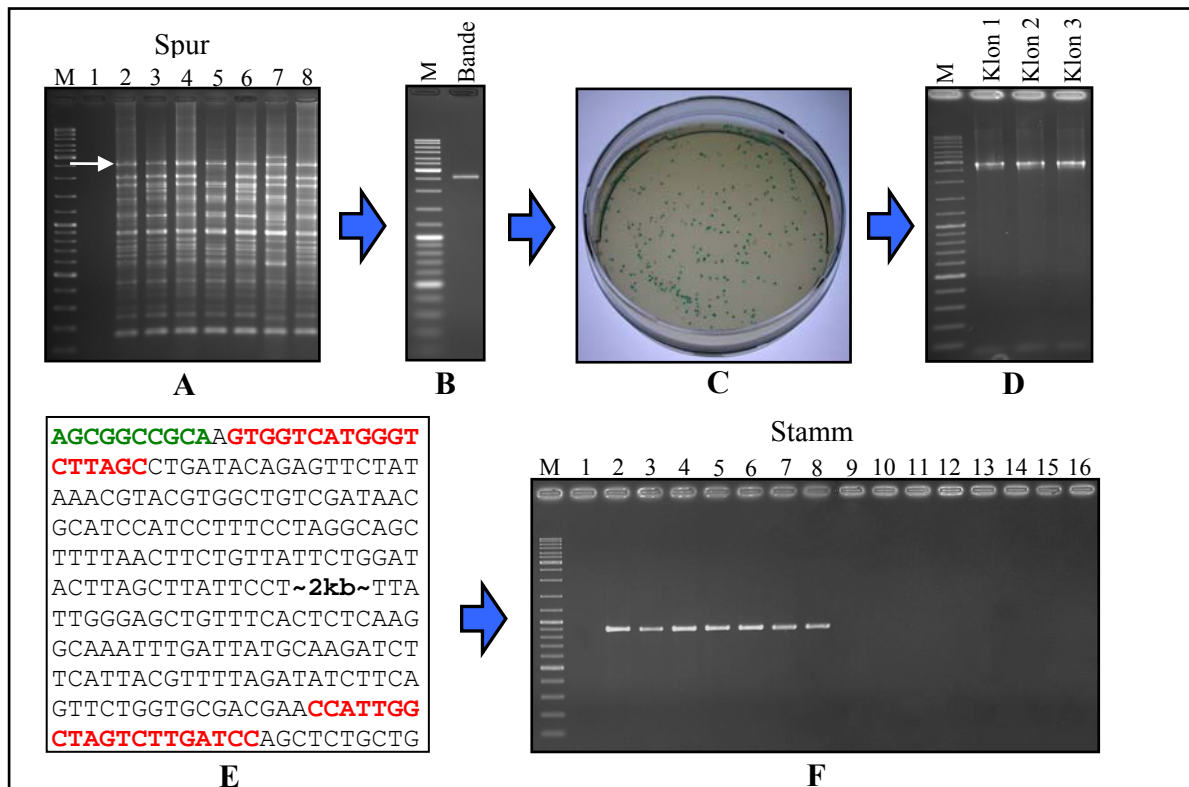 Spur
M 1 2 3 4 5 6 7 8
A
M Bande
B
C
M Klon 1 Klon 2 Klon 3
D
AGCGGCCGCAAGTGGTCATGGGT
CTTAGCCTGATACAGAGTTCTAT
AAACGTACGTGGCTGTCGATAAC
GCATCCATCCTTTCCTAGGCAGC
TTTTAACTTCTGTTATTCTGGAT
ACTTAGCTTATTCCT~2kb~TTA
TTGGGAGCTGTTTCACTCTCAAG
GCAAATTTGATTATGCAAGATCT
TCATTACGTTTTAGATATCTTCA
GTTCTGGTGCGACGAACCATTGG
CTAGTCTTGATCCAGCTCTGCTG
E
Stamm
M 1 2 3 4 5 6 7 8 9 10 11 12 13 14 15 16
F